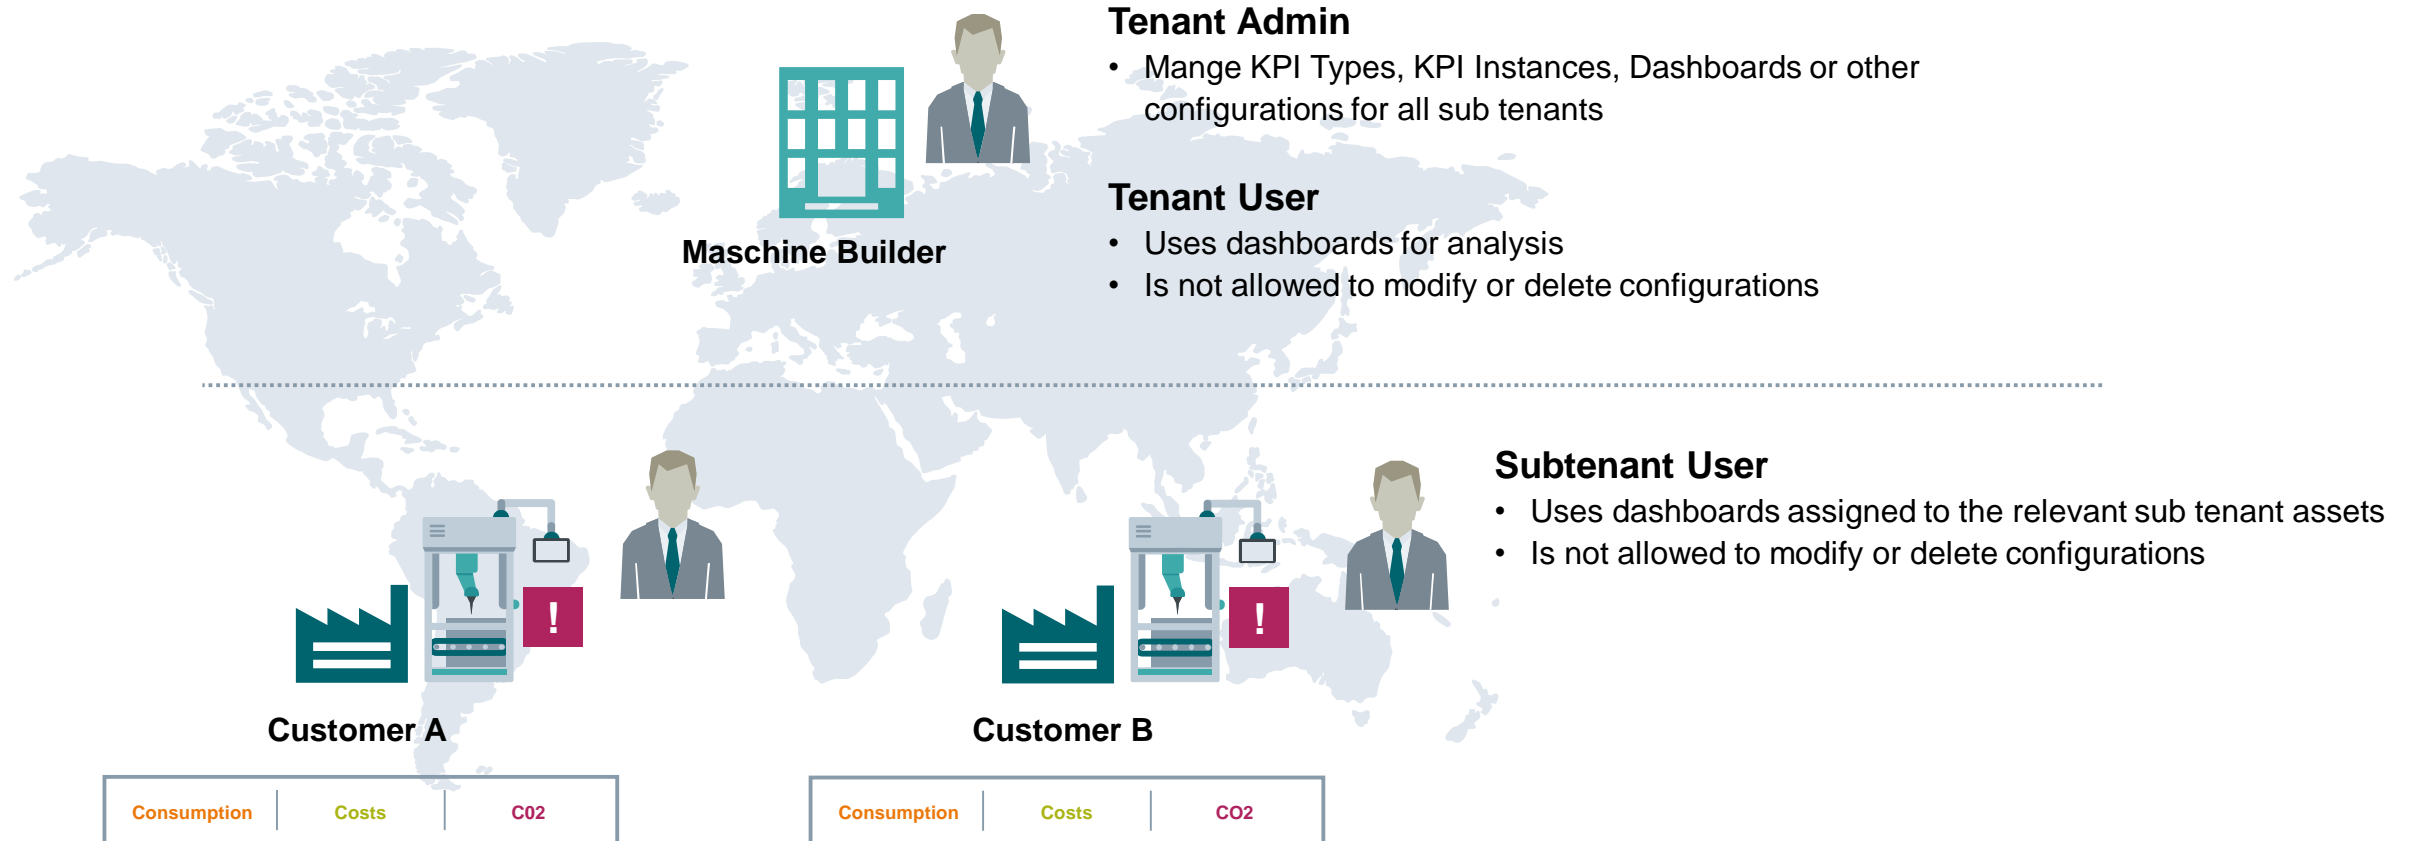 Tenant Admin
• Mange KPI Types, KPI Instances, Dashboards or other
configurations for all sub tenants
Tenant User
• Uses dashboards for analysis
• Is not allowed to modify or delete configurations
Maschine Builder
Subtenant User
• Uses dashboards assigned to the relevant sub tenant assets
• Is not allowed to modify or delete configurations
!
!
Customer A
Customer B
Consumption Costs C02
Consumption Costs CO2